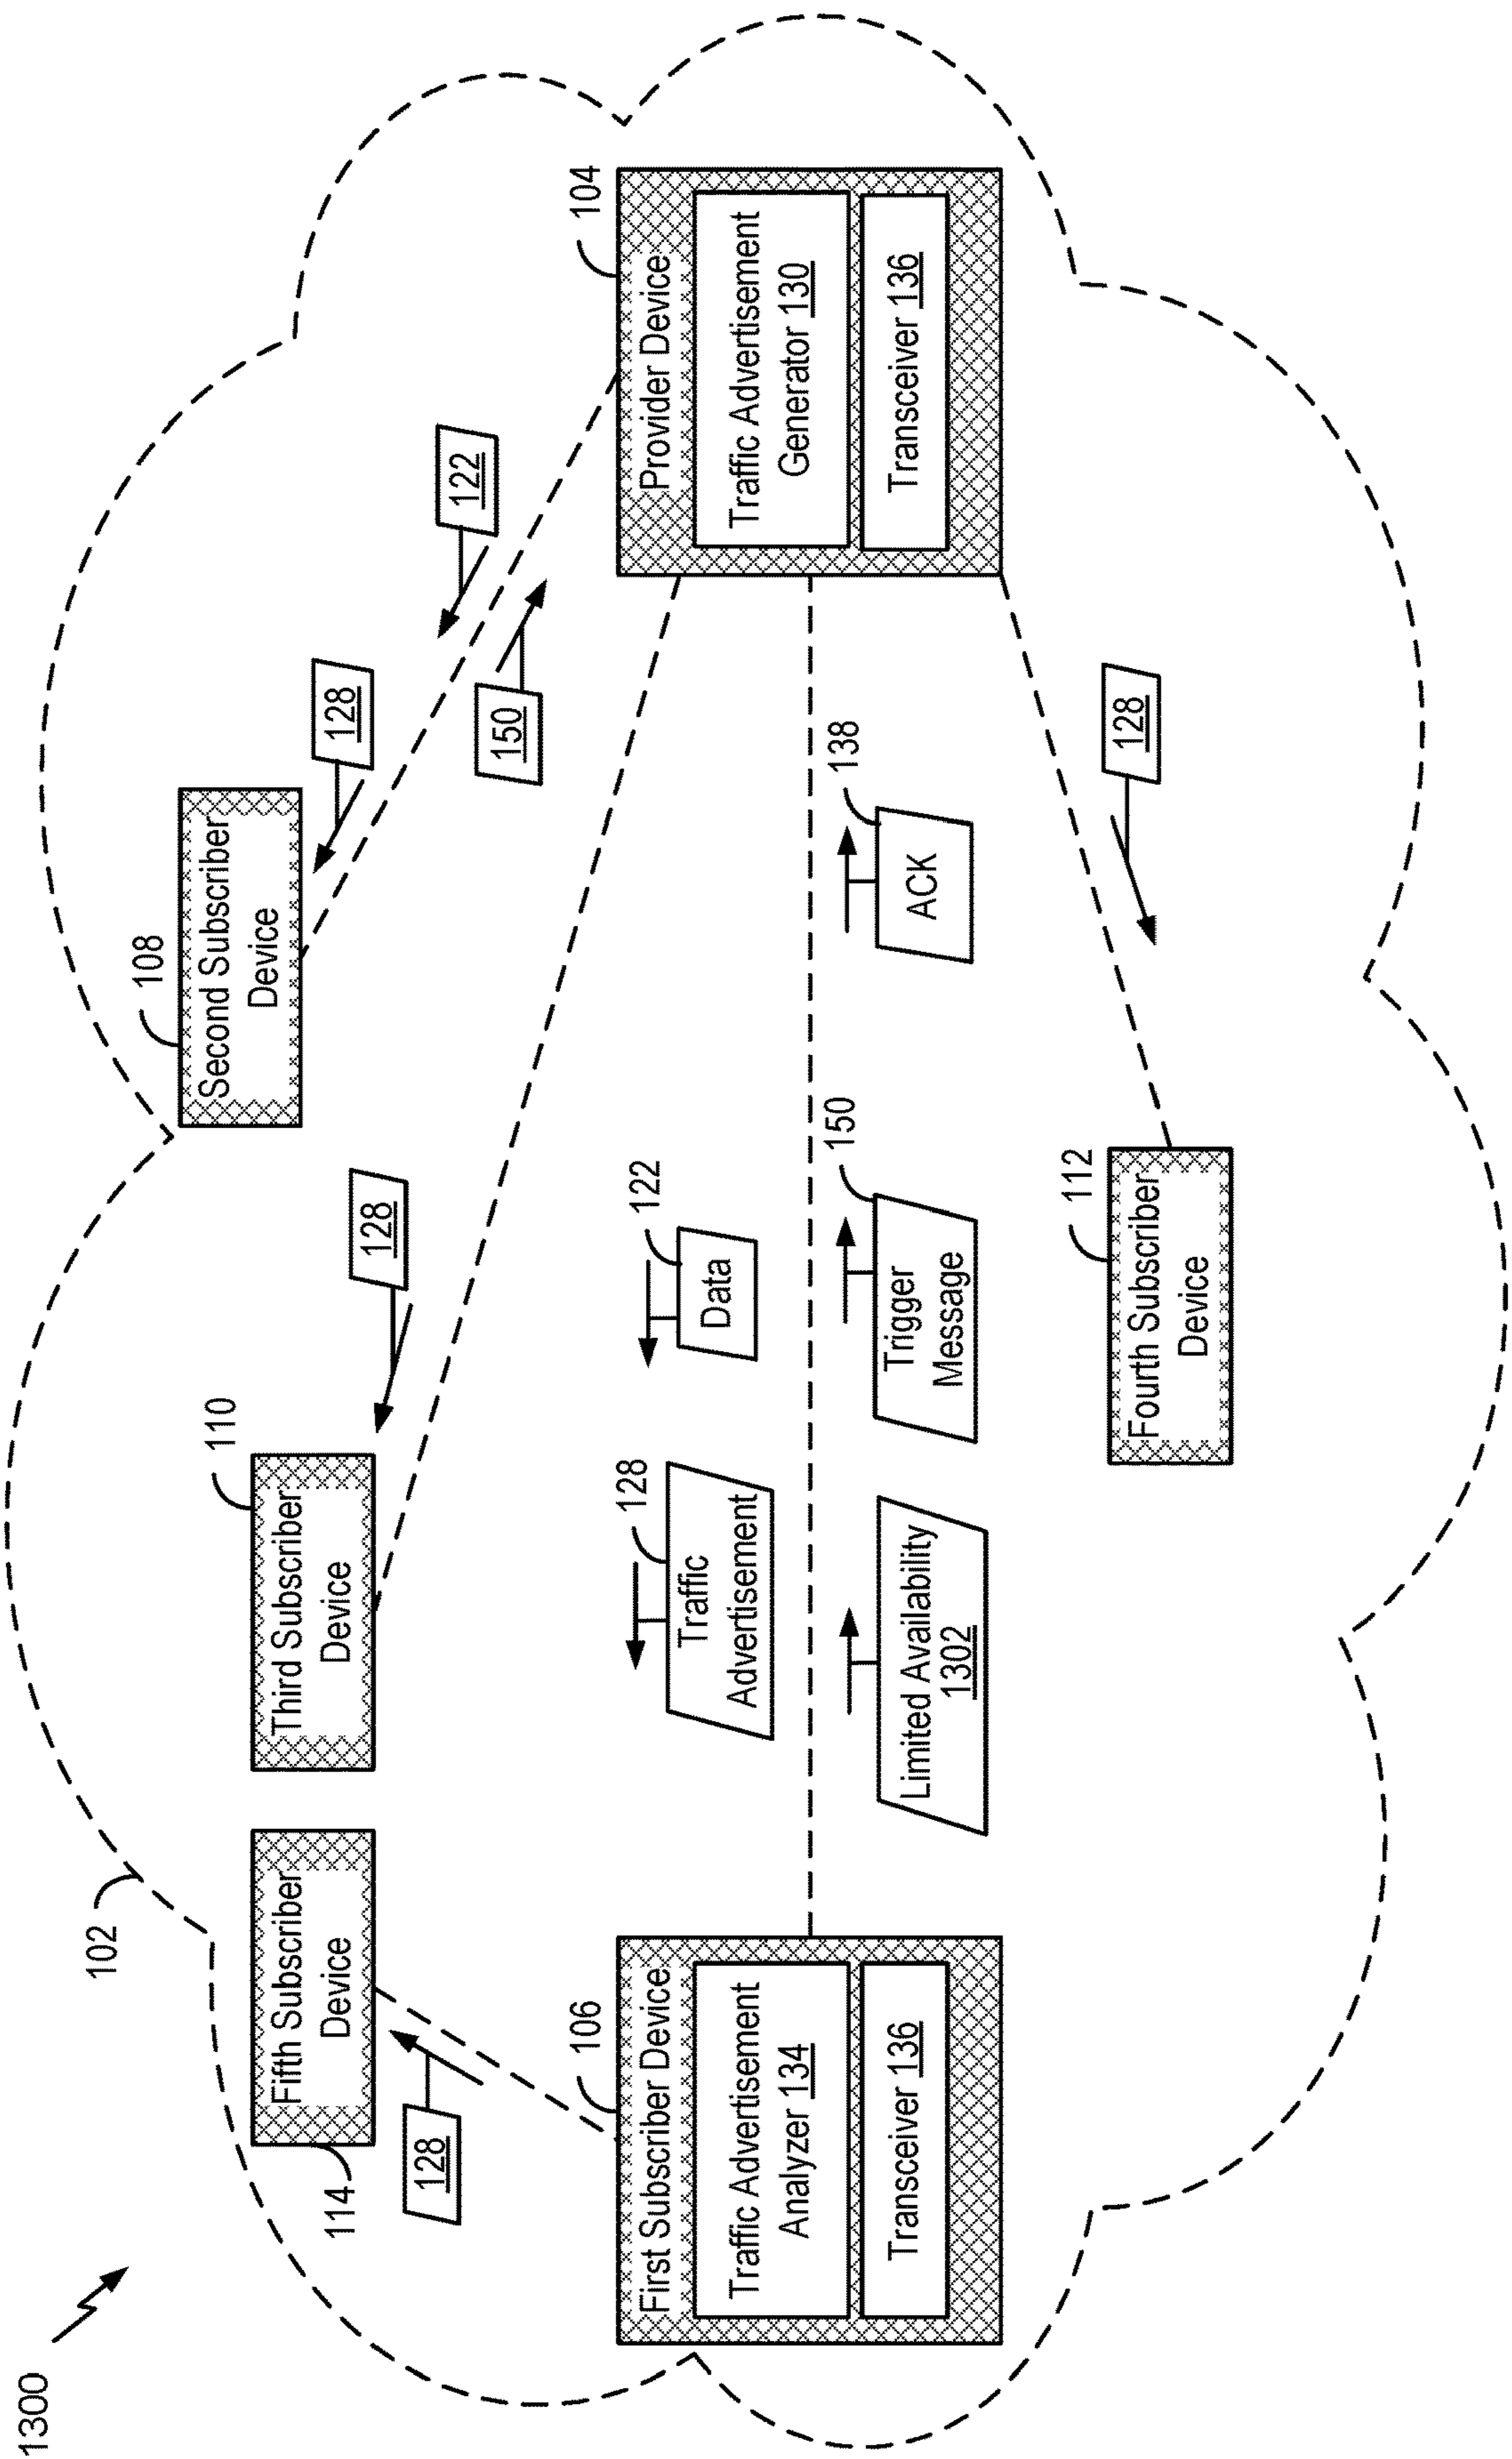 1300
102
114
Fifth Subscriber
Device
128
110
Third Subscriber
Device
128
108
Second Subscriber
Device
128
122
150
106
First Subscriber Device
Traffic Advertisement
Analyzer 134
Transceiver 136
128
Traffic
Advertisement
122
Data
Limited Availability
1302
150
Trigger
Message
138
ACK
104
Provider Device
Traffic Advertisement
Generator 130
Transceiver 136
112
Fourth Subscriber
Device
128